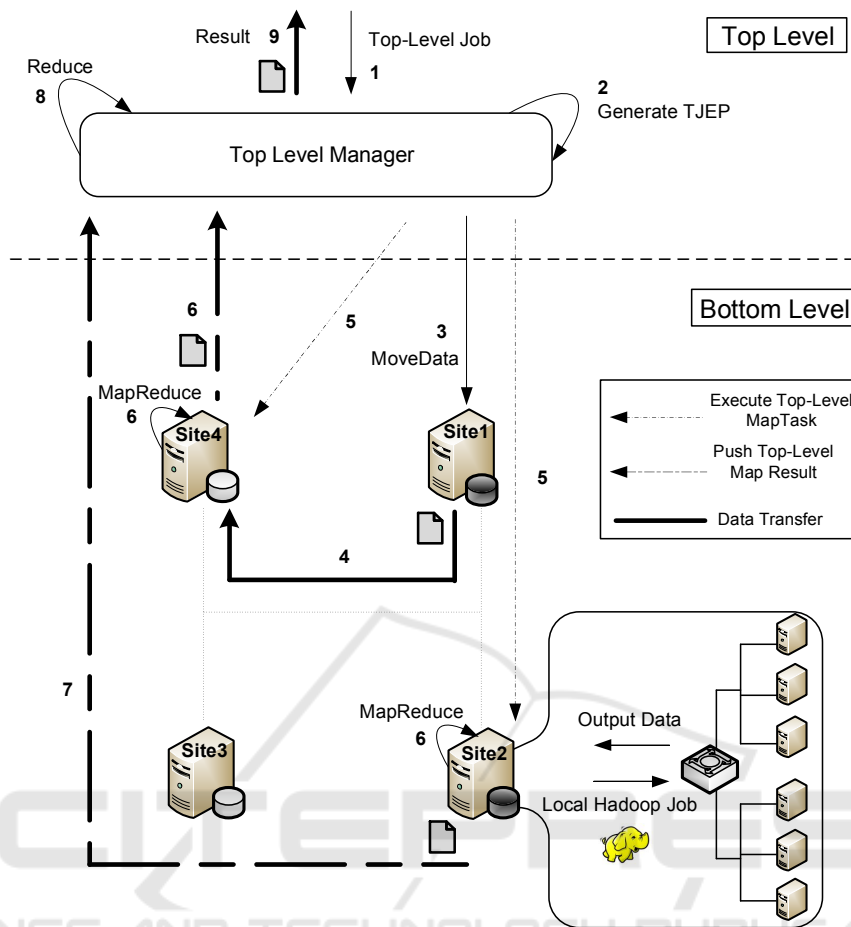 Result 9
Top-Level Job
1
Top Level
Reduce
8
2
Generate TJEP
Top Level Manager
6
5
3
MoveData
Bottom Level
MapReduce
6
Site4
Site1
5
Execute Top-Level
MapTask
Push Top-Level
Map Result
Data Transfer
4
7
Site3
MapReduce
6
Site2
Output Data
Local Hadoop Job